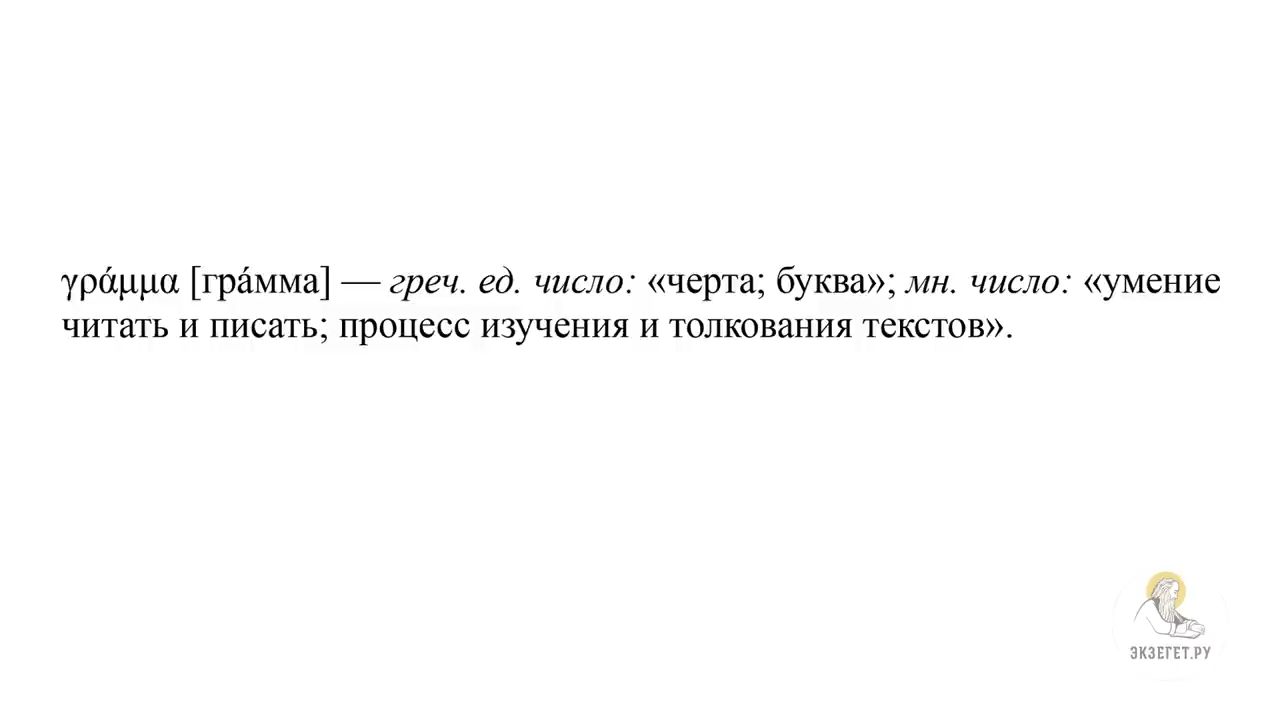 γράμμα [гра́мма] — греч. ед. число: «черта; буква»; мн. число: «умение
читать и писать; процесс изучения и толкования текстов».
ЭКЗЕГЕТ.РУ